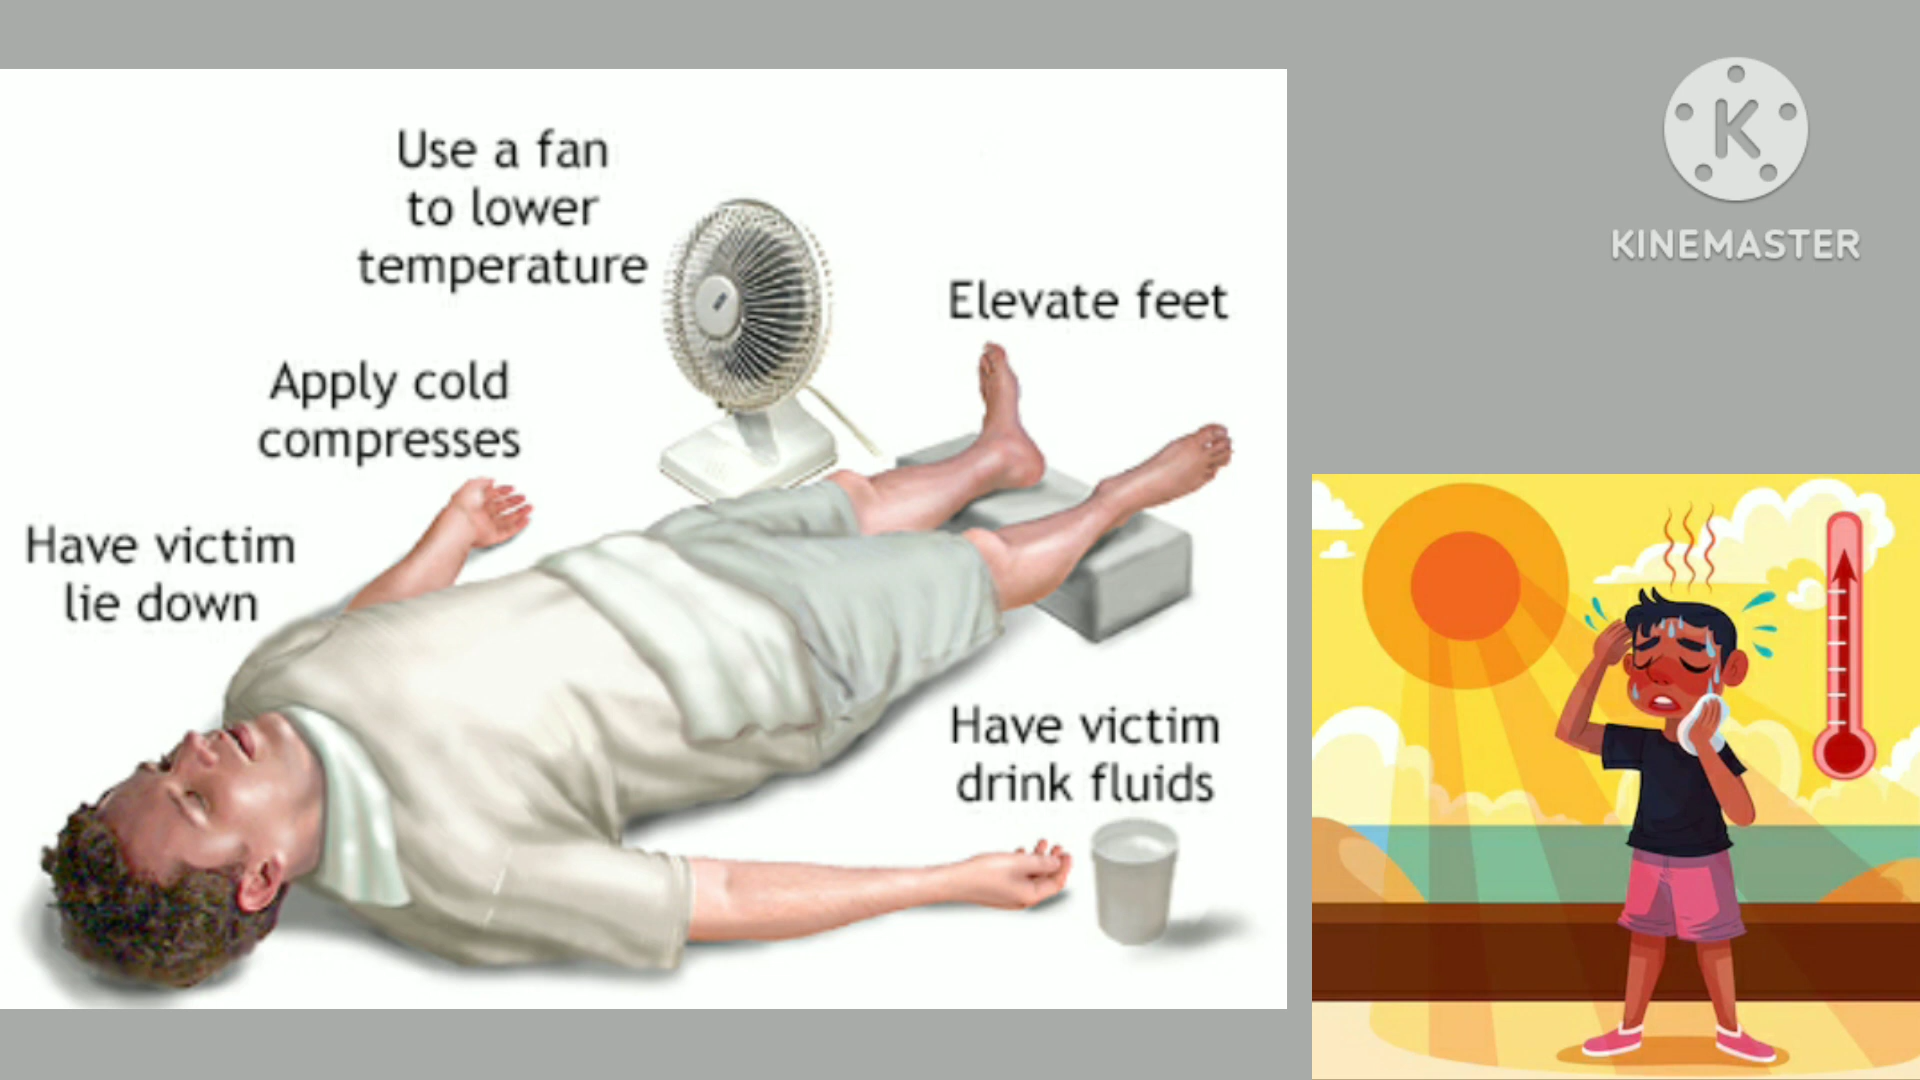 Use a fan
to lower
temperature
Elevate feet
Apply cold
compresses
Have victim
lie down
Have victim
drink fluids
K
KINEMASTER